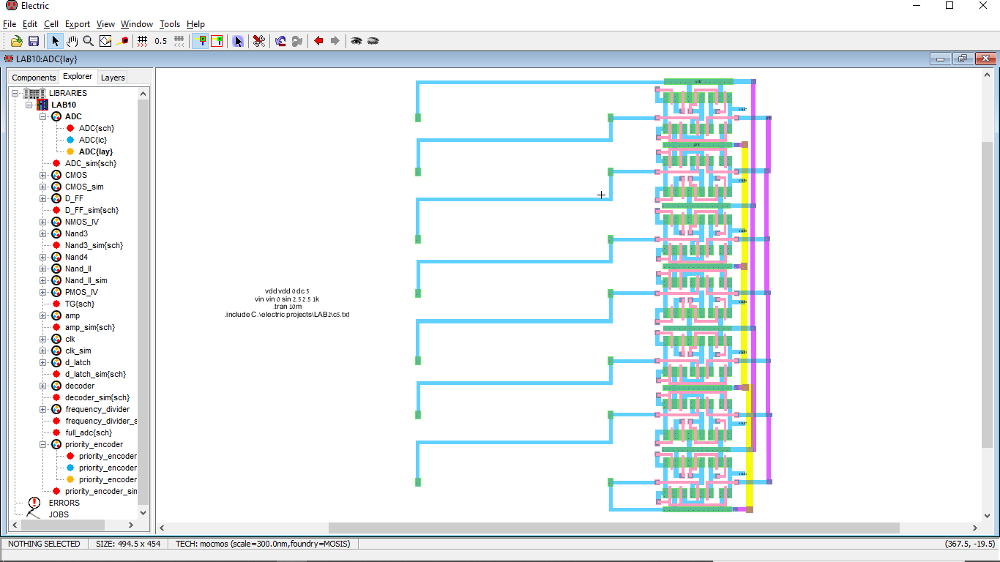 Electric
File Edit Cell Export View Window Tools Help
0.5
LAB10:ADC{lay}
Components Explorer Layers
LIBRARIES
LAB10
ADC
ADC{sch}
ADC{ic}
ADC{lay}
ADC_sim{sch}
CMOS
CMOS_sim
D_FF
D_FF_sim{sch}
NMOS_IV
Nand3
Nand3_sim{sch}
Nand4
Nand_II
Nand_II_sim
PMOS_IV
TG{sch}
amp
amp_sim{sch}
clk
clk_sim
d_latch
d_latch_sim{sch}
decoder
decoder_sim{sch}
frequency_divider
frequency_divider_s
full_adc{sch}
priority_encoder
priority_encoder
priority_encoder
priority_encoder
priority_encoder_sim
ERRORS
JOBS
vdd vdd 0 dc 5
vin vin 0 sin 2.5 2.5 1k
.tran 10m
.include C:\electric projects\LAB2\c5.txt
NOTHING SELECTED SIZE: 494.5 x 454 TECH: mocmos (scale=300.0nm,foundry=MOSIS) (367.5, -19.5)